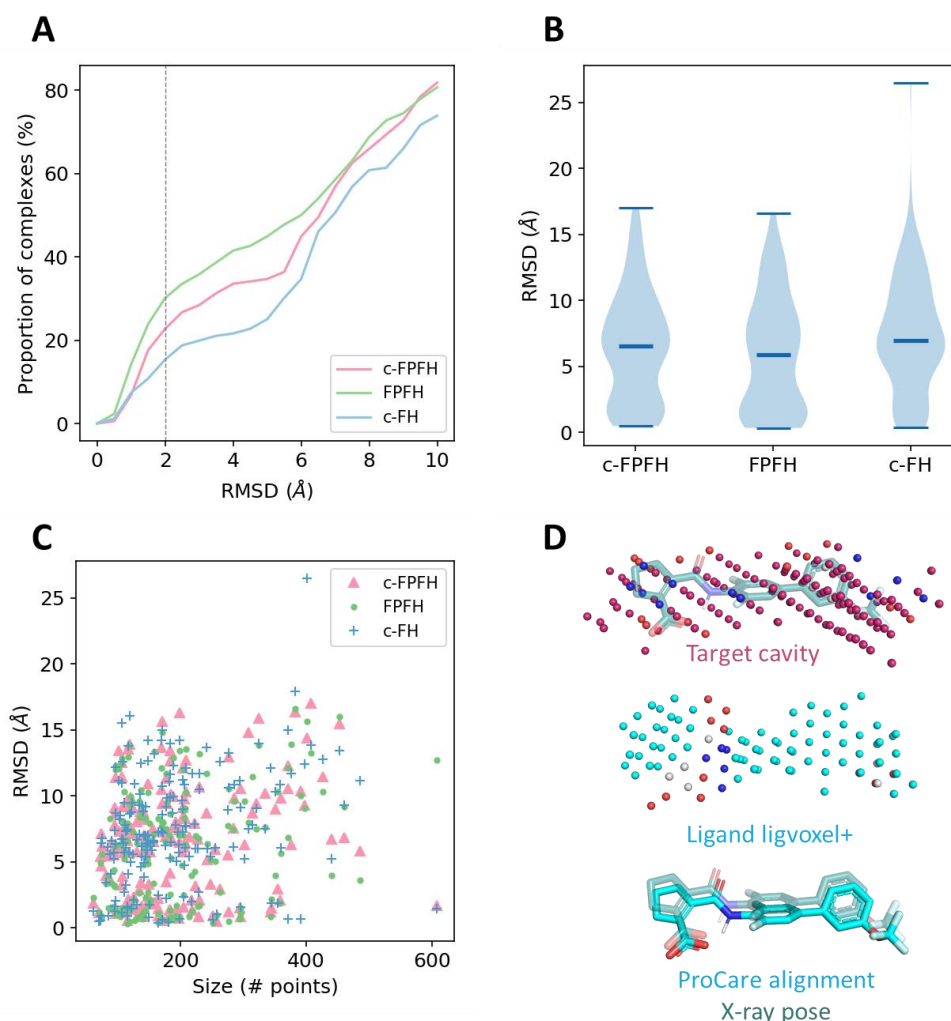 A
80
60
40
20
0
Proportion of complexes (%)
c-FPFH
FPFH
c-FH
0 2 4 6 8 10
RMSD (Å)
B
25
20
15
10
5
0
RMSD (Å)
c-FPFH FPFH c-FH
C
25
20
15
10
5
0
RMSD (Å)
c-FPFH
FPFH
c-FH
200 400 600
Size (# points)
D
Target cavity
Ligand ligvoxel+
ProCare alignment
X-ray pose